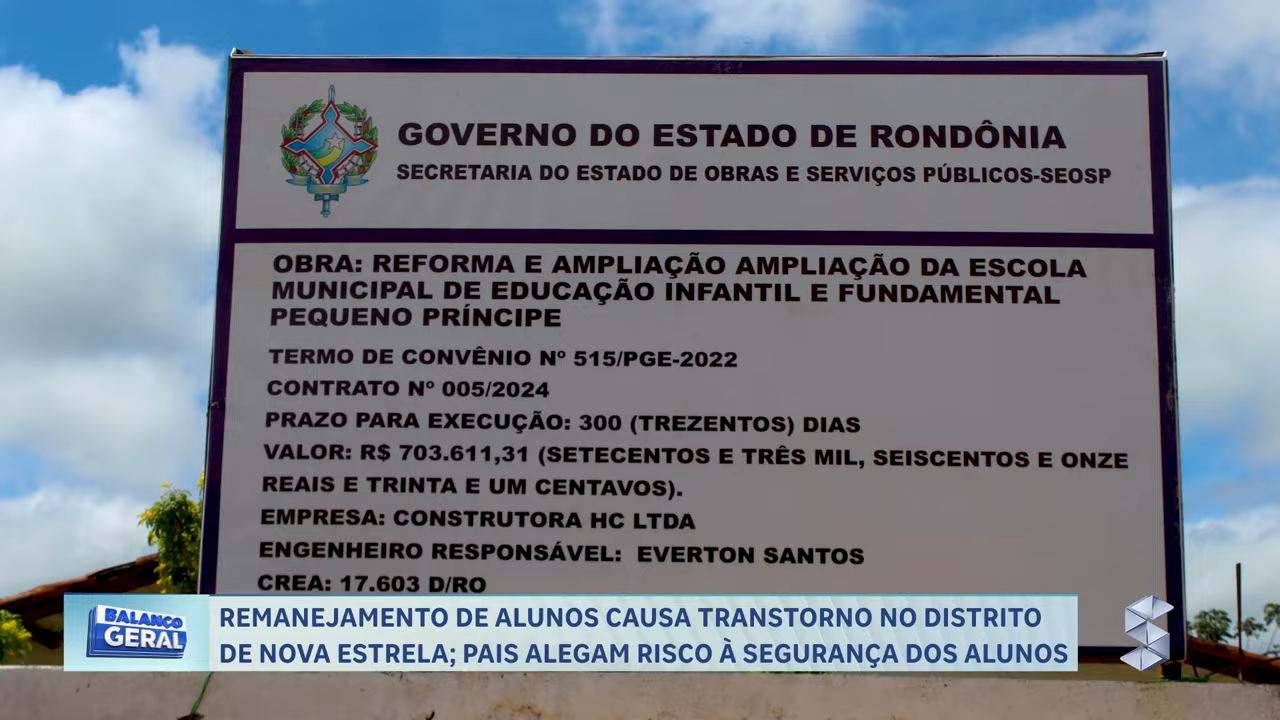 GOVERNO DO ESTADO DE RONDÔNIA
SECRETARIA DO ESTADO DE OBRAS E SERVIÇOS PÚBLICOS-SEOSP
OBRA: REFORMA E AMPLIAÇÃO AMPLIAÇÃO DA ESCOLA
MUNICIPAL DE EDUCAÇÃO INFANTIL E FUNDAMENTAL
PEQUENO PRÍNCIPE
TERMO DE CONVÊNIO Nº 515/PGE-2022
CONTRATO Nº 005/2024
PRAZO PARA EXECUÇÃO: 300 (TREZENTOS) DIAS
VALOR: R$ 703.611,31 (SETECENTOS E TRÊS MIL, SEISCENTOS E ONZE
REAIS E TRINTA E UM CENTAVOS).
EMPRESA: CONSTRUTORA HC LTDA
ENGENHEIRO RESPONSÁVEL: EVERTON SANTOS
CREA: 17.603 D/RO
BALANÇO
GERAL
REMANEJAMENTO DE ALUNOS CAUSA TRANSTORNO NO DISTRITO
DE NOVA ESTRELA; PAIS ALEGAM RISCO À SEGURANÇA DOS ALUNOS